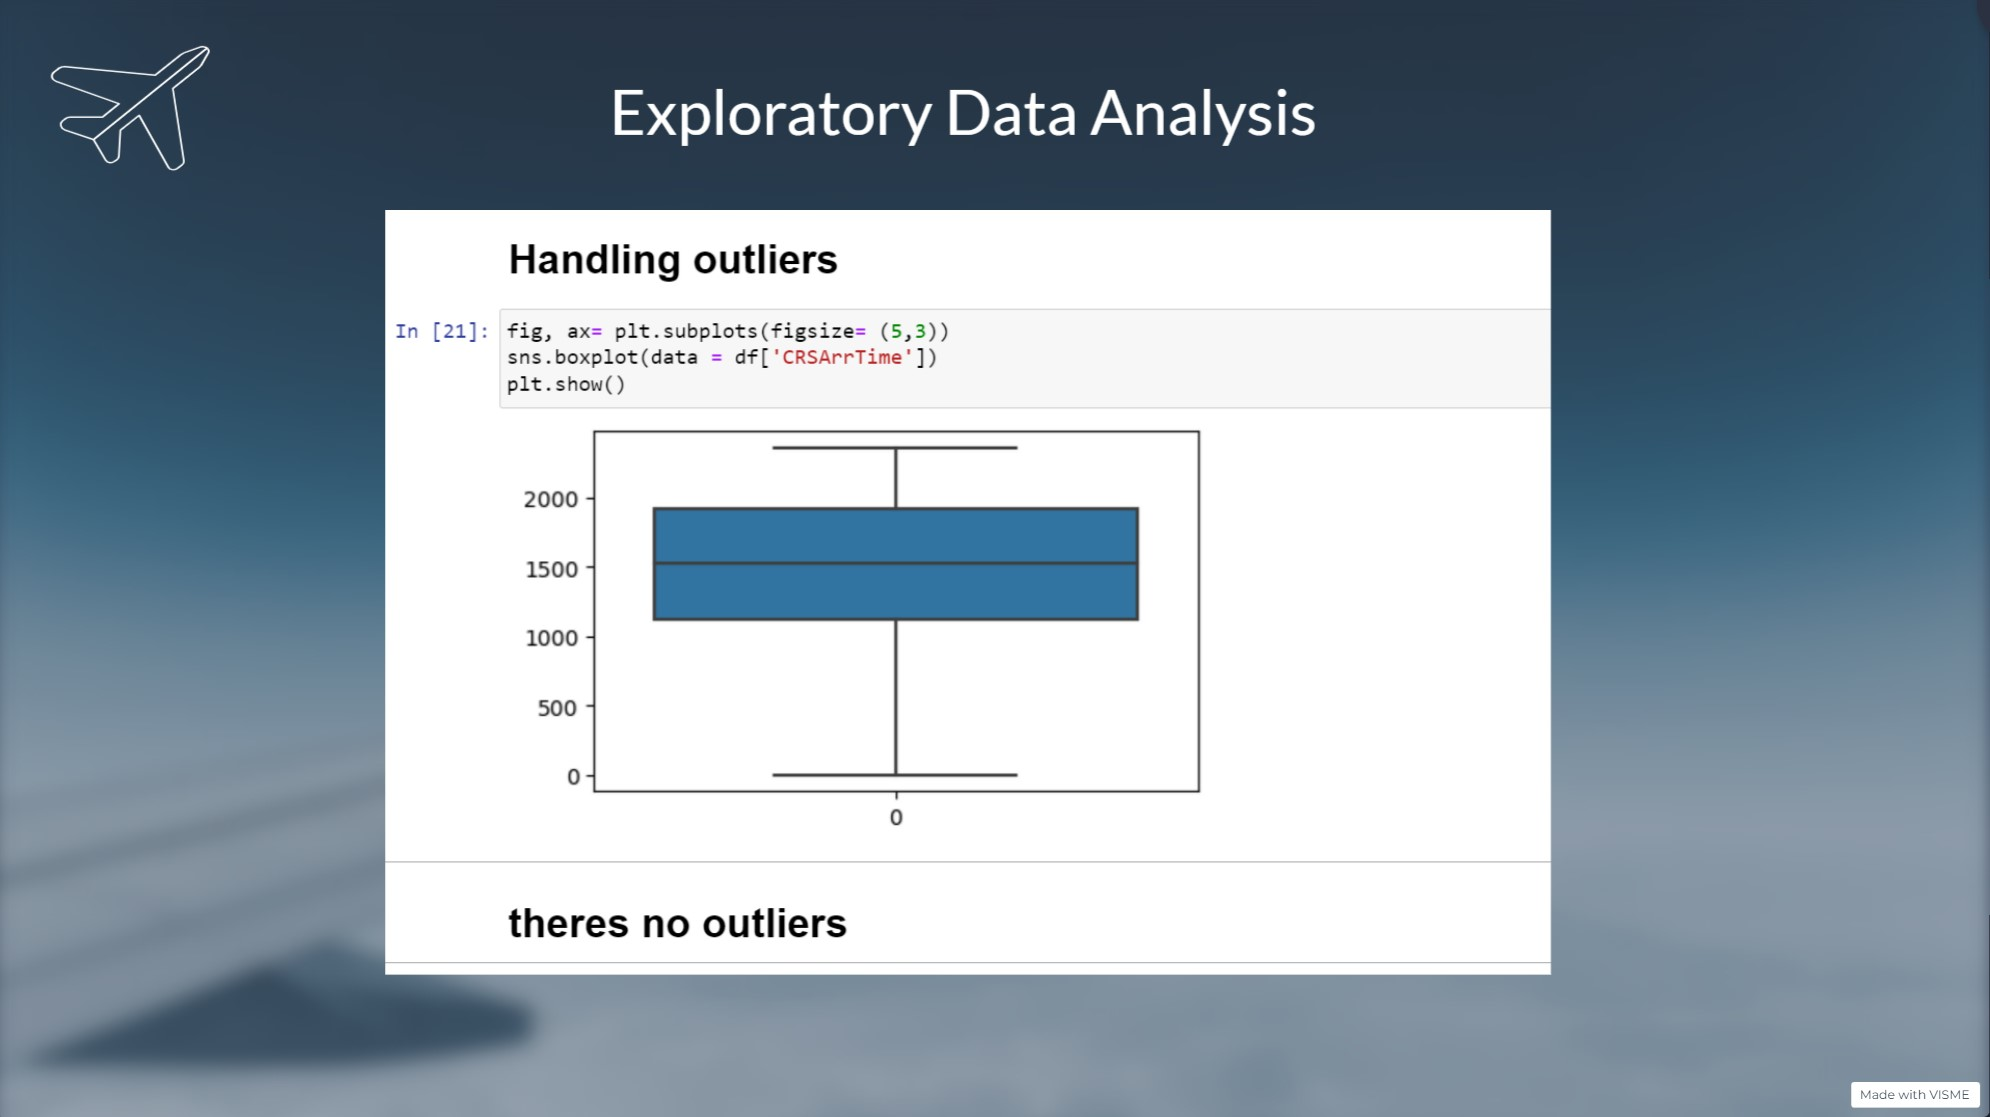 Exploratory Data Analysis
Handling outliers
In [21]: fig, ax= plt.subplots(figsize= (5,3))
sns.boxplot(data = df['CRSArrTime'])
plt.show()
2000
1500
1000
500
0
0
theres no outliers
Made with VISME